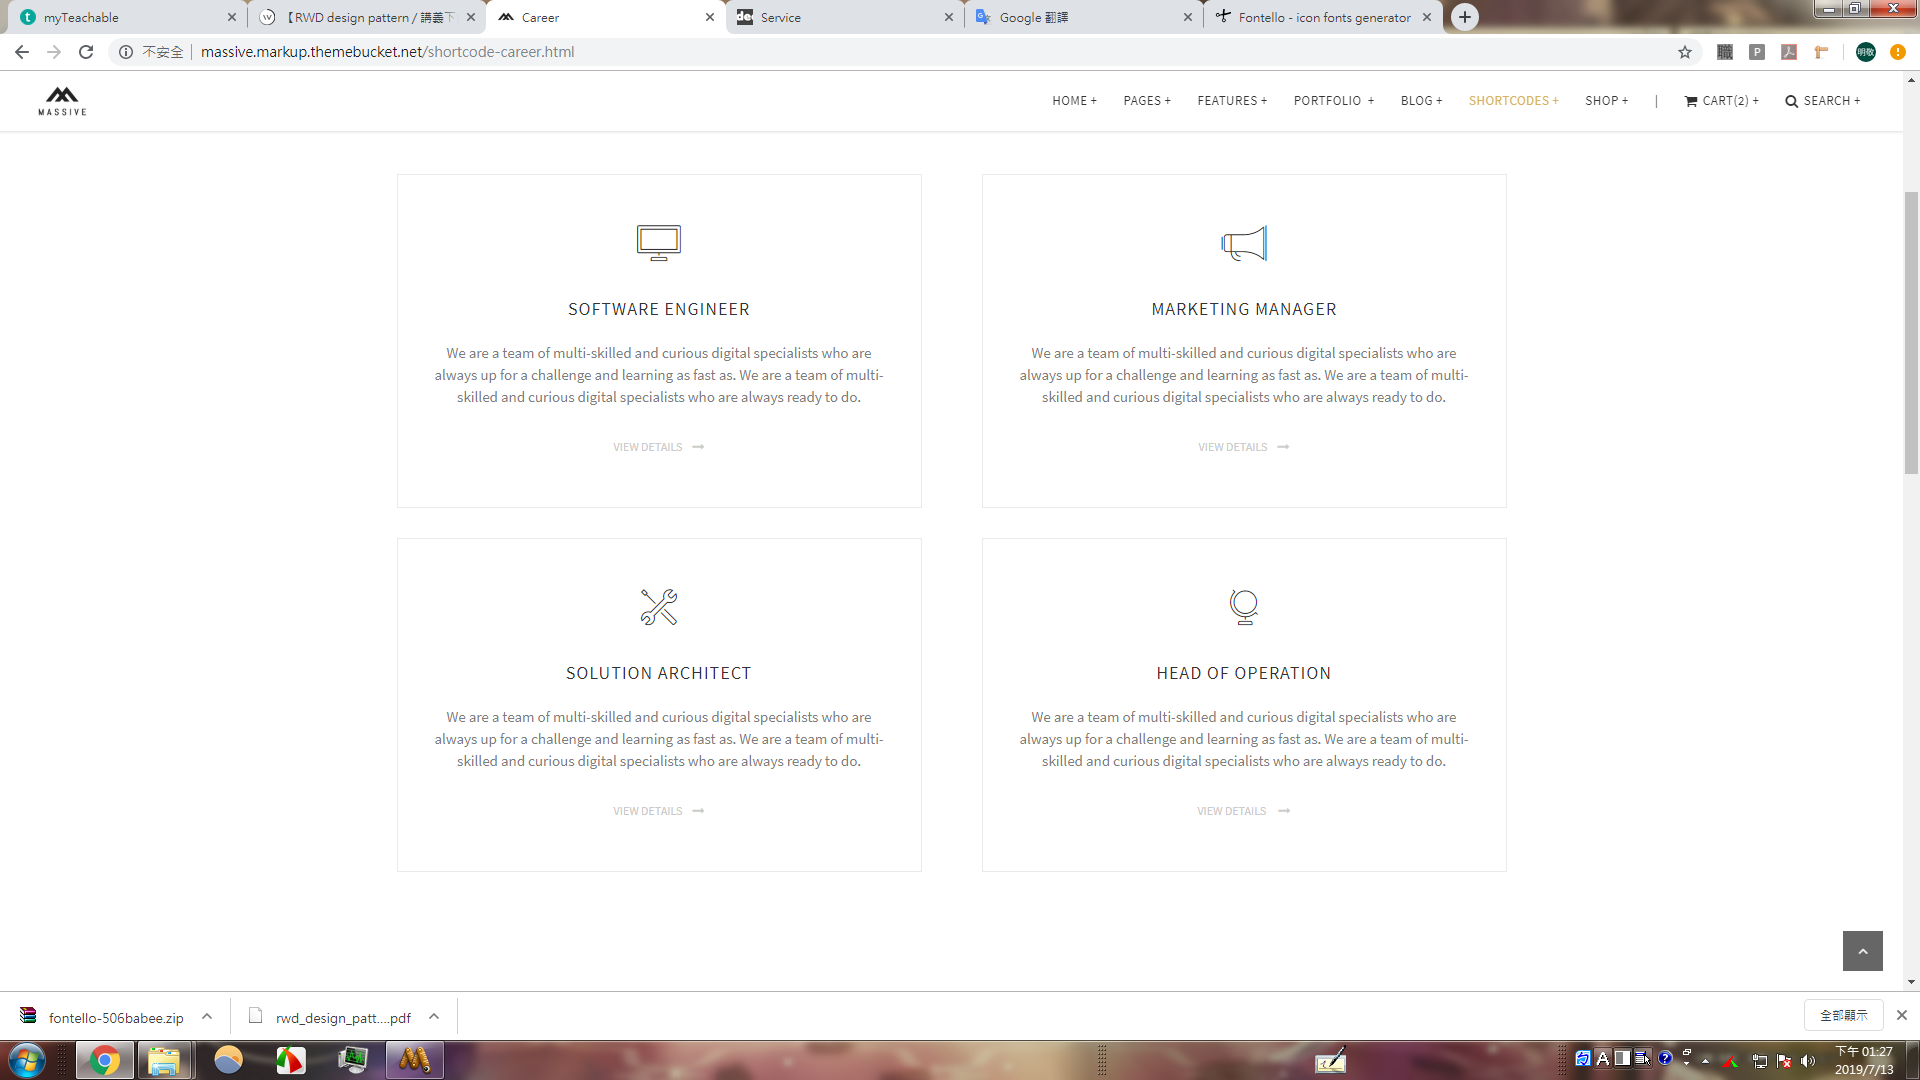 myTeachable
【RWD design pattern / 講義下
Career
Service
Google 翻譯
Fontello - icon fonts generator
不安全
massive.markup.themebucket.net/shortcode-career.html
MASSIVE
HOME +
PAGES +
FEATURES +
PORTFOLIO +
BLOG +
SHORTCODES +
SHOP +
|
CART(2) +
SEARCH +
SOFTWARE ENGINEER
We are a team of multi-skilled and curious digital specialists who are
always up for a challenge and learning as fast as. We are a team of multi-
skilled and curious digital specialists who are always ready to do.
VIEW DETAILS
MARKETING MANAGER
We are a team of multi-skilled and curious digital specialists who are
always up for a challenge and learning as fast as. We are a team of multi-
skilled and curious digital specialists who are always ready to do.
VIEW DETAILS
SOLUTION ARCHITECT
We are a team of multi-skilled and curious digital specialists who are
always up for a challenge and learning as fast as. We are a team of multi-
skilled and curious digital specialists who are always ready to do.
VIEW DETAILS
HEAD OF OPERATION
We are a team of multi-skilled and curious digital specialists who are
always up for a challenge and learning as fast as. We are a team of multi-
skilled and curious digital specialists who are always ready to do.
VIEW DETAILS
fontello-506babee.zip
rwd_design_patt....pdf
全部顯示
下午 01:27
2019/7/13